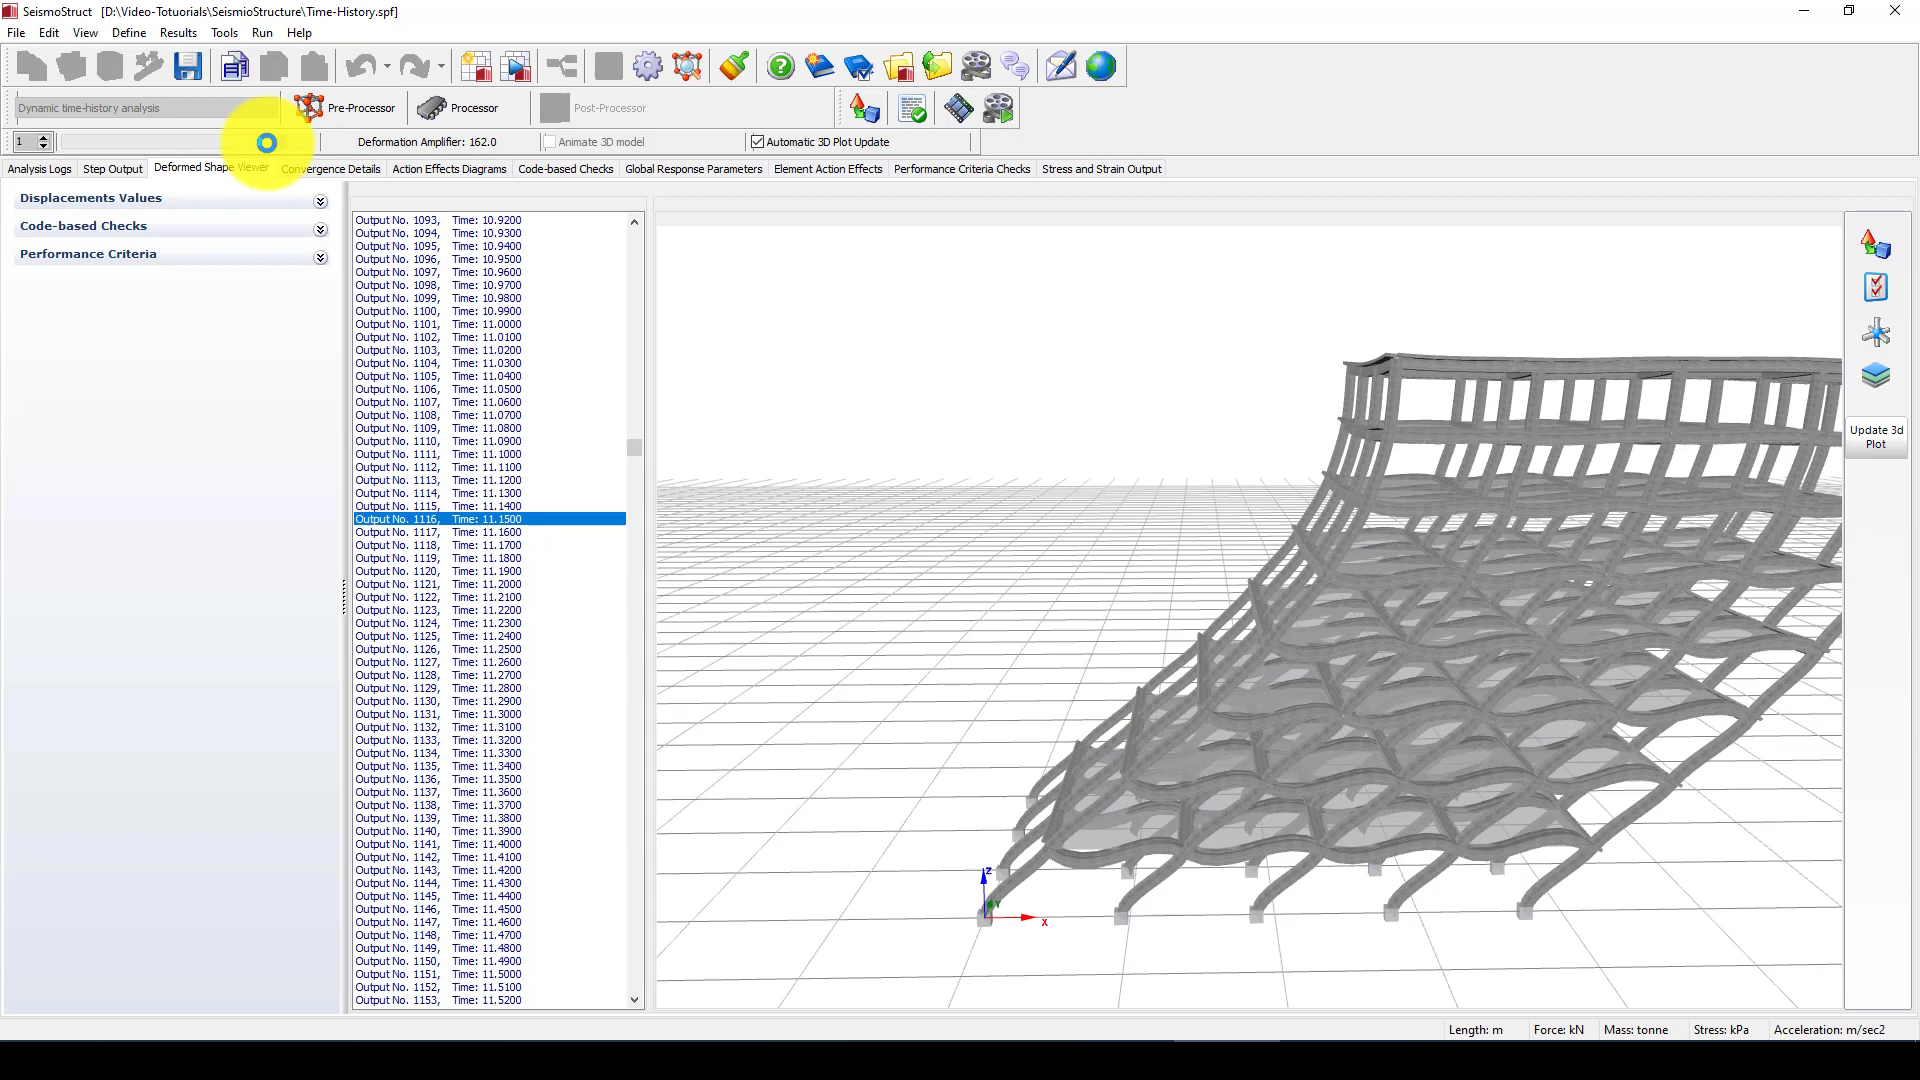 SeismoStruct   [D:\Video-Totuorials\SeismioStructure\Time-History.spf]
File Edit View Define Results Tools Run Help
Dynamic time-history analysis Pre-Processor Processor Post-Processor
1 Deformation Amplifier: 162.0 Animate 3D model Automatic 3D Plot Update
Analysis Logs Step Output Deformed Shape Viewer Convergence Details Action Effects Diagrams Code-based Checks Global Response Parameters Element Action Effects Performance Criteria Checks Stress and Strain Output
Displacements Values
Code-based Checks
Performance Criteria
Output No. 1093, Time: 10.9200
Output No. 1094, Time: 10.9300
Output No. 1095, Time: 10.9400
Output No. 1096, Time: 10.9500
Output No. 1097, Time: 10.9600
Output No. 1098, Time: 10.9700
Output No. 1099, Time: 10.9800
Output No. 1100, Time: 10.9900
Output No. 1101, Time: 11.0000
Output No. 1102, Time: 11.0100
Output No. 1103, Time: 11.0200
Output No. 1104, Time: 11.0300
Output No. 1105, Time: 11.0400
Output No. 1106, Time: 11.0500
Output No. 1107, Time: 11.0600
Output No. 1108, Time: 11.0700
Output No. 1109, Time: 11.0800
Output No. 1110, Time: 11.0900
Output No. 1111, Time: 11.1000
Output No. 1112, Time: 11.1100
Output No. 1113, Time: 11.1200
Output No. 1114, Time: 11.1300
Output No. 1115, Time: 11.1400
Output No. 1116, Time: 11.1500
Output No. 1117, Time: 11.1600
Output No. 1118, Time: 11.1700
Output No. 1119, Time: 11.1800
Output No. 1120, Time: 11.1900
Output No. 1121, Time: 11.2000
Output No. 1122, Time: 11.2100
Output No. 1123, Time: 11.2200
Output No. 1124, Time: 11.2300
Output No. 1125, Time: 11.2400
Output No. 1126, Time: 11.2500
Output No. 1127, Time: 11.2600
Output No. 1128, Time: 11.2700
Output No. 1129, Time: 11.2800
Output No. 1130, Time: 11.2900
Output No. 1131, Time: 11.3000
Output No. 1132, Time: 11.3100
Output No. 1133, Time: 11.3200
Output No. 1134, Time: 11.3300
Output No. 1135, Time: 11.3400
Output No. 1136, Time: 11.3500
Output No. 1137, Time: 11.3600
Output No. 1138, Time: 11.3700
Output No. 1139, Time: 11.3800
Output No. 1140, Time: 11.3900
Output No. 1141, Time: 11.4000
Output No. 1142, Time: 11.4100
Output No. 1143, Time: 11.4200
Output No. 1144, Time: 11.4300
Output No. 1145, Time: 11.4400
Output No. 1146, Time: 11.4500
Output No. 1147, Time: 11.4600
Output No. 1148, Time: 11.4700
Output No. 1149, Time: 11.4800
Output No. 1150, Time: 11.4900
Output No. 1151, Time: 11.5000
Output No. 1152, Time: 11.5100
Output No. 1153, Time: 11.5200
Z
Y
X
Update 3d
Plot
Length: m Force: kN Mass: tonne Stress: kPa Acceleration: m/sec2